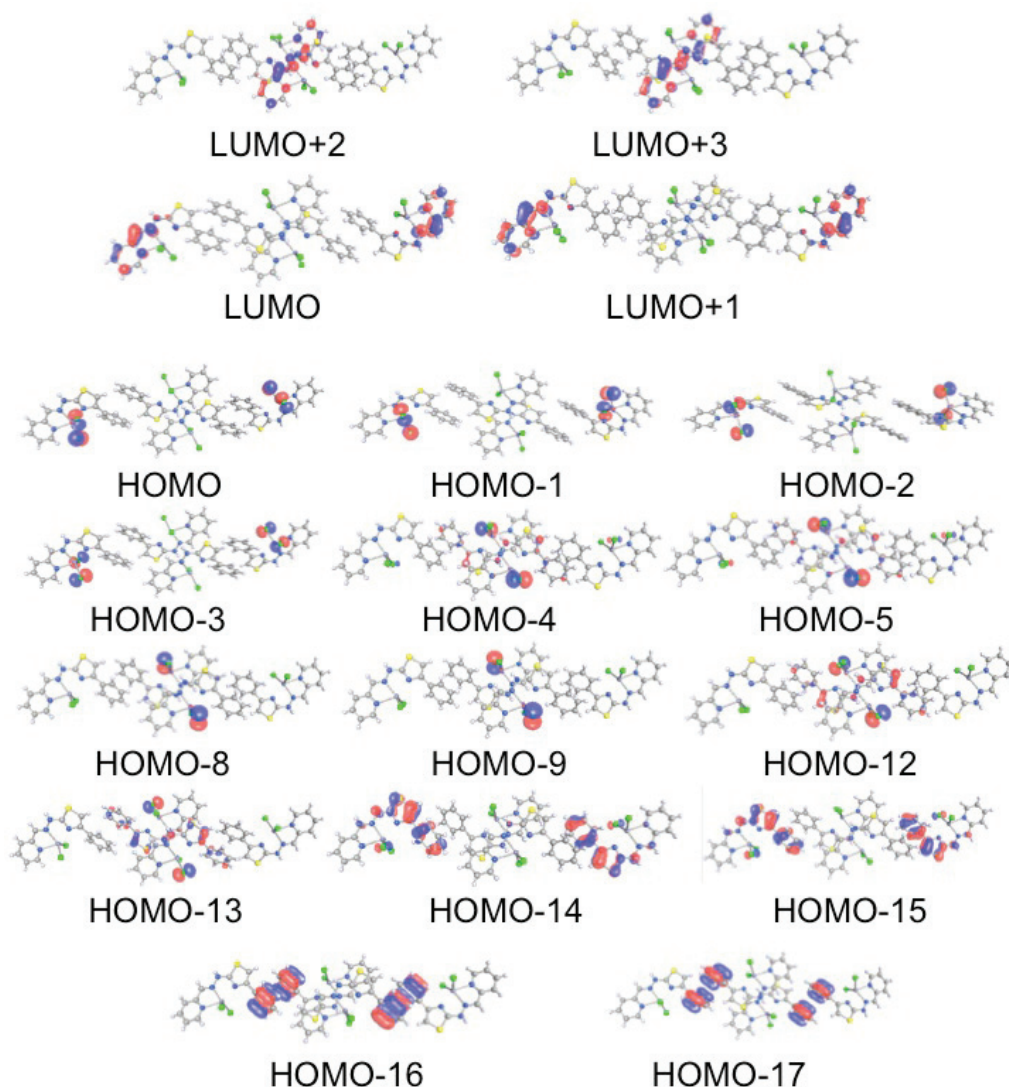 LUMO+2 LUMO+3
LUMO LUMO+1
HOMO HOMO-1 HOMO-2
HOMO-3 HOMO-4 HOMO-5
HOMO-8 HOMO-9 HOMO-12
HOMO-13 HOMO-14 HOMO-15
HOMO-16 HOMO-17